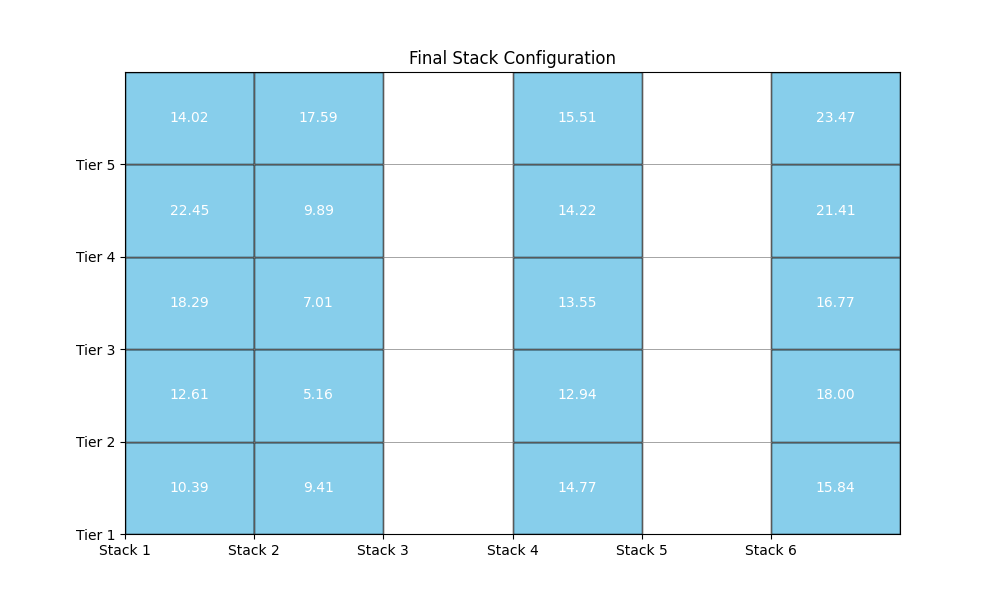 Final Stack Configuration
14.02 17.59 15.51 23.47
Tier 5
22.45 9.89 14.22 21.41
Tier 4
18.29 7.01 13.55 16.77
Tier 3
12.61 5.16 12.94 18.00
Tier 2
10.39 9.41 14.77 15.84
Tier 1
Stack 1 Stack 2 Stack 3 Stack 4 Stack 5 Stack 6